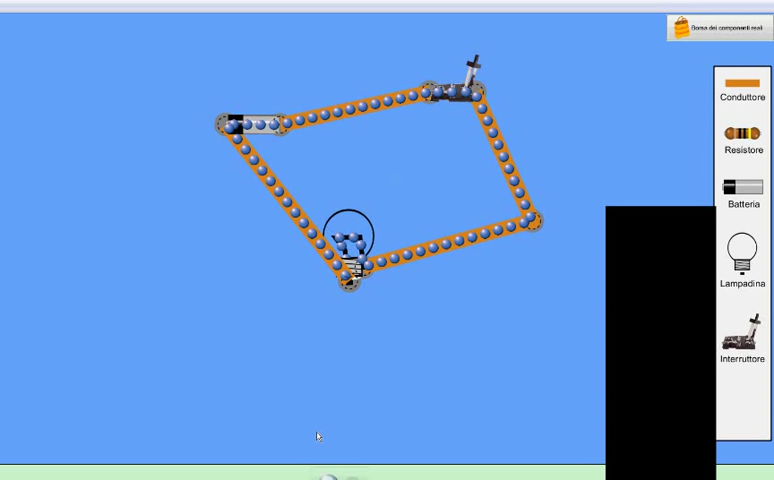 Borsa dei componenti reali
Conduttore
Resistore
Batteria
Lampadina
Interruttore